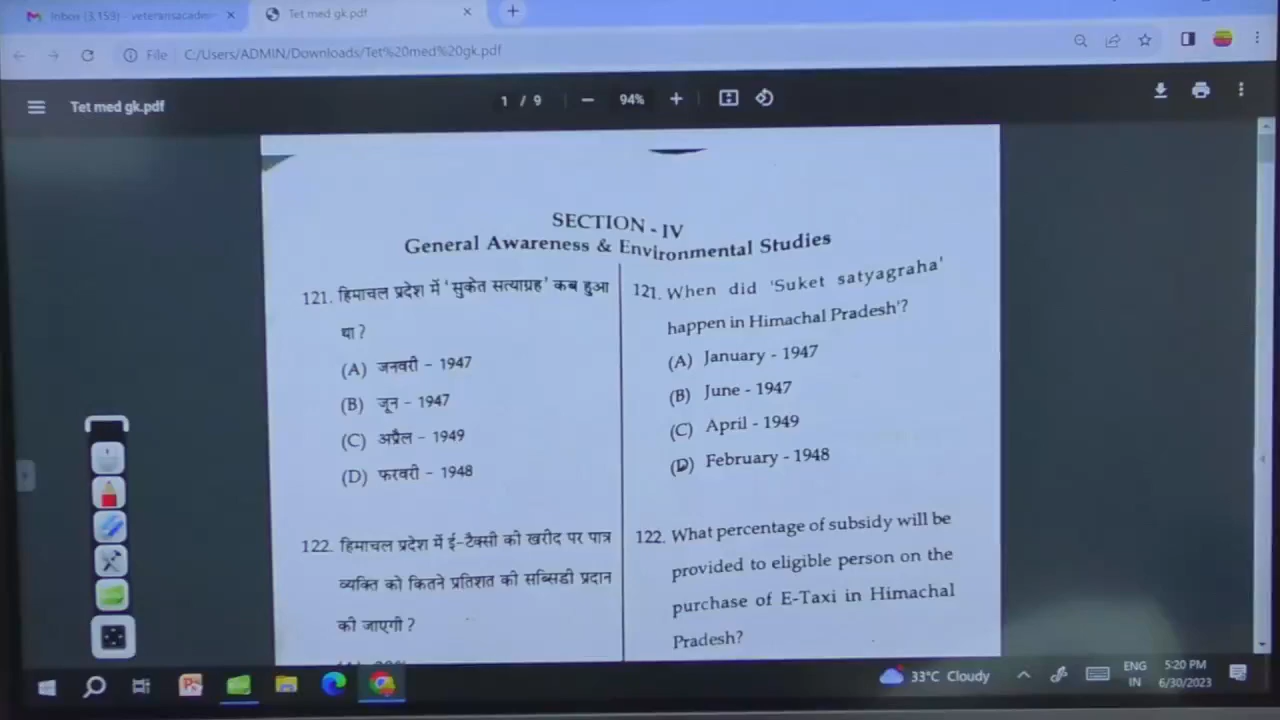 Inbox (3,159) - veteransacade
Tet med gk.pdf
File C:/Users/ADMIN/Downloads/Tet%20med%20gk.pdf
Tet med gk.pdf
1 / 9
94%
SECTION - IV
General Awareness & Environmental Studies
121. हिमाचल प्रदेश में 'सुकेत सत्याग्रह' कब हुआ
था?
(A) जनवरी - 1947
(B) जून - 1947
(C) अप्रैल - 1949
(D) फरवरी - 1948
122. हिमाचल प्रदेश में ई-टैक्सी की खरीद पर पात्र
व्यक्ति को कितने प्रतिशत की सब्सिडी प्रदान
की जाएगी?
121. When did 'Suket satyagraha'
happen in Himachal Pradesh'?
(A) January - 1947
(B) June - 1947
(C) April - 1949
(D) February - 1948
122. What percentage of subsidy will be
provided to eligible person on the
purchase of E-Taxi in Himachal
Pradesh?
33°C Cloudy
ENG
IN
5:20 PM
6/30/2023